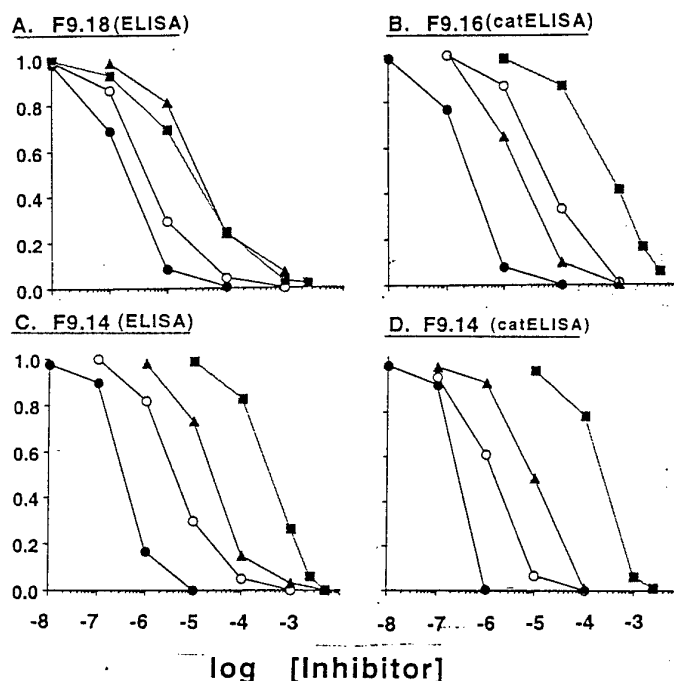 A. F9.18 (ELISA)
B. F9.16 (catELISA)
1.0
0.8
0.6
0.4
0.2
0.0
C. F9.14 (ELISA)
D. F9.14 (catELISA)
1.0
0.8
0.6
0.4
0.2
0.0
-8 -7 -6 -5 -4 -3
-8 -7 -6 -5 -4 -3
log [Inhibitor]